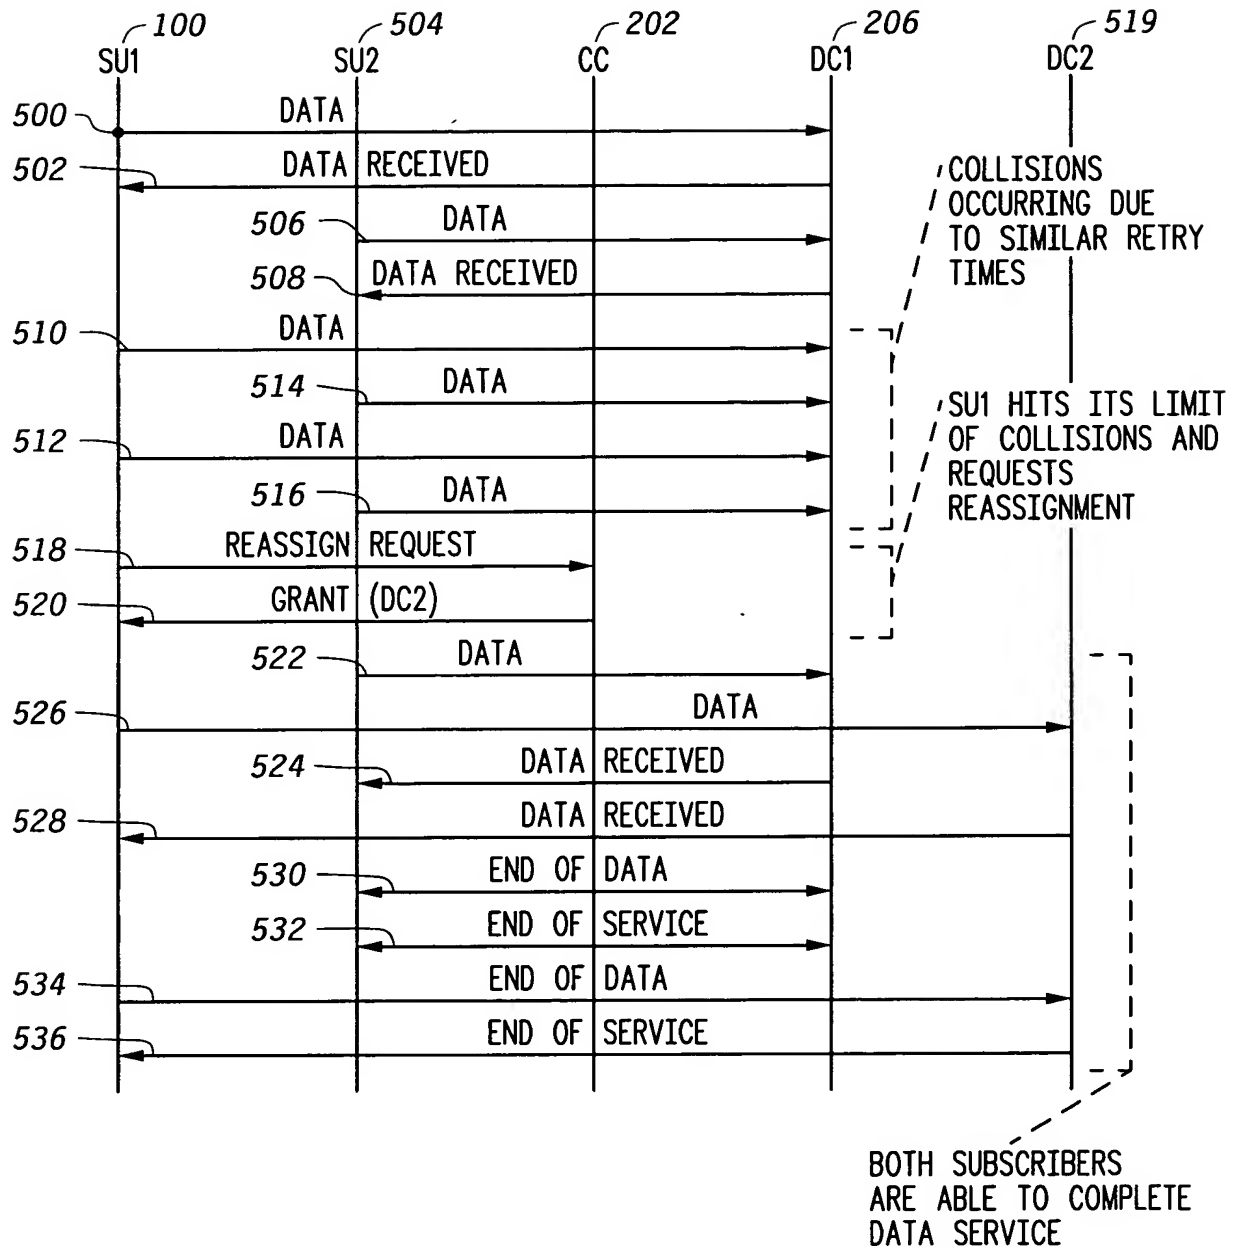 100 504 202 206 519
SU1 SU2 CC DC1 DC2
500 DATA
502 DATA RECEIVED
COLLISIONS
OCCURRING DUE
TO SIMILAR RETRY
TIMES
506 DATA
508 DATA RECEIVED
510 DATA
514 DATA
SU1 HITS ITS LIMIT
OF COLLISIONS AND
REQUESTS
REASSIGNMENT
512 DATA
516 DATA
518 REASSIGN REQUEST
520 GRANT (DC2)
522 DATA
526 DATA
524 DATA RECEIVED
528 DATA RECEIVED
530 END OF DATA
532 END OF SERVICE
534 END OF DATA
536 END OF SERVICE
BOTH SUBSCRIBERS
ARE ABLE TO COMPLETE
DATA SERVICE